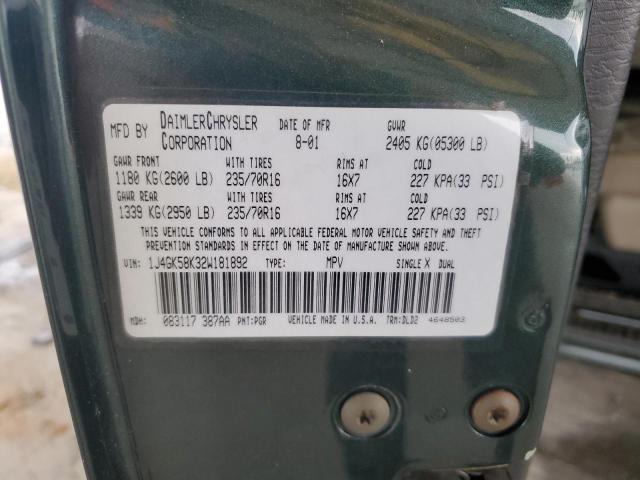 MFD BY DAIMLERCHRYSLER CORPORATION DATE OF MFR 8-01 GVWR 2405 KG(05300 LB)
GAWR FRONT WITH TIRES RIMS AT COLD
1180 KG(2600 LB) 235/70R16 16X7 227 KPA(33 PSI)
GAWR REAR WITH TIRES RIMS AT COLD
1339 KG(2950 LB) 235/70R16 16X7 227 KPA(33 PSI)
THIS VEHICLE CONFORMS TO ALL APPLICABLE FEDERAL MOTOR VEHICLE SAFETY AND THEFT
PREVENTION STANDARDS IN EFFECT ON THE DATE OF MANUFACTURE SHOWN ABOVE.
VIN: 1J4GK58K32W181892 TYPE: MPV SINGLE X DUAL
MDH: 083117 387AA PNT:PGR VEHICLE MADE IN U.S.A. TRM:DLD2 4648503